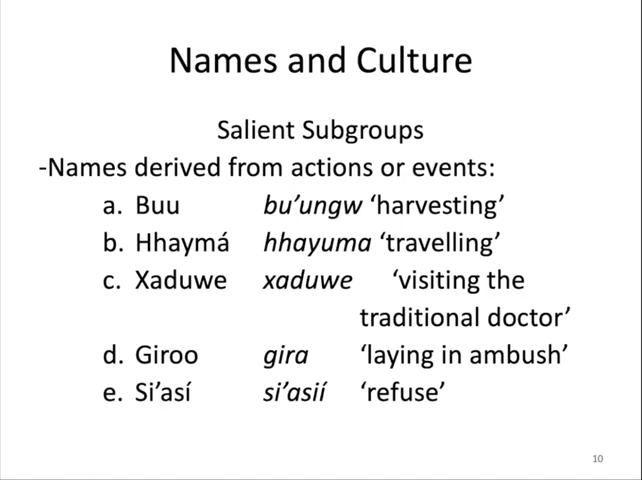 Names and Culture
Salient Subgroups
-Names derived from actions or events:
a. Buu bu’ungw ‘harvesting’
b. Hhaymá hhayuma ‘travelling’
c. Xaduwe xaduwe ‘visiting the
traditional doctor’
d. Giroo gira ‘laying in ambush’
e. Si’así si’asií ‘refuse’
10